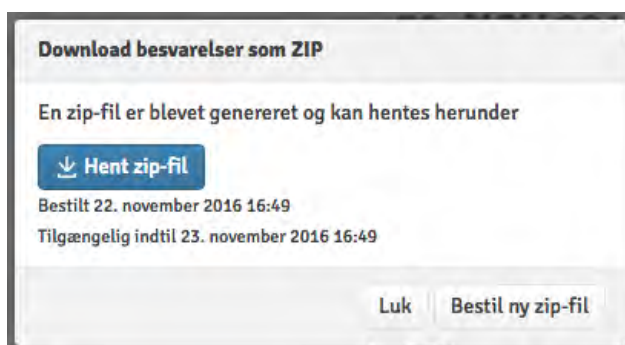 Download besvarelser som ZIP
En zip-fil er blevet genereret og kan hentes herunder
Hent zip-fil
Bestilt 22. november 2016 16:49
Tilgængelig indtil 23. november 2016 16:49
Luk Bestil ny zip-fil